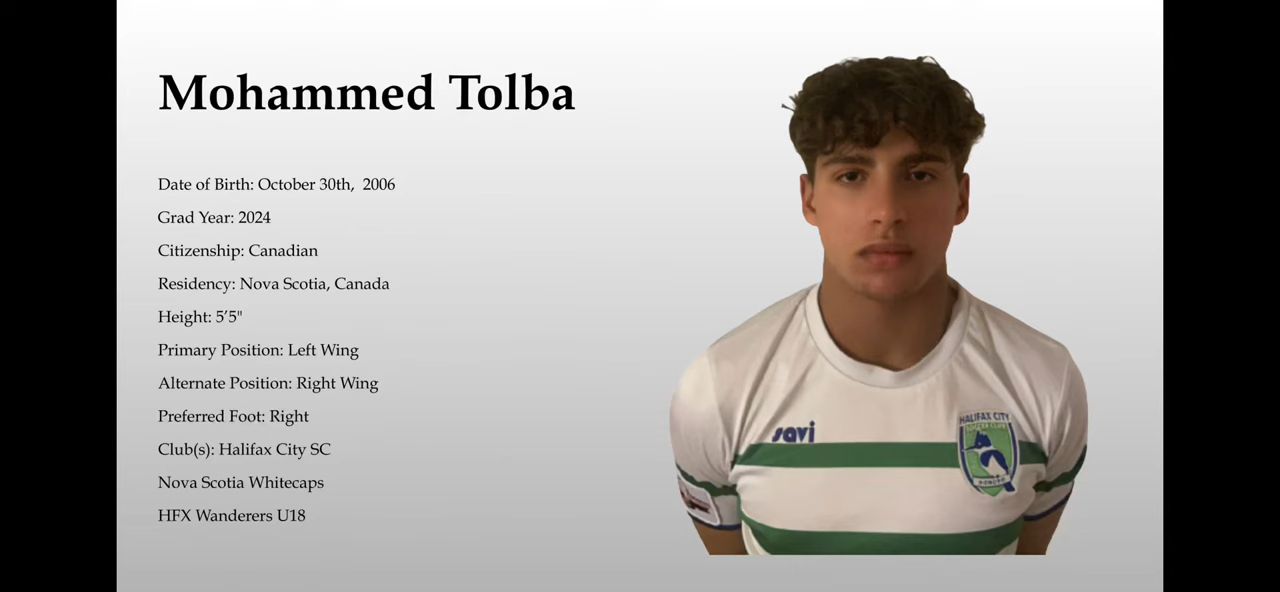 Mohammed Tolba
Date of Birth: October 30th,  2006
Grad Year: 2024
Citizenship: Canadian
Residency: Nova Scotia, Canada
Height: 5’5"
Primary Position: Left Wing
Alternate Position: Right Wing
Preferred Foot: Right
Club(s): Halifax City SC
Nova Scotia Whitecaps
HFX Wanderers U18
savi
HALIFAX CITY
SOCCER CLUB